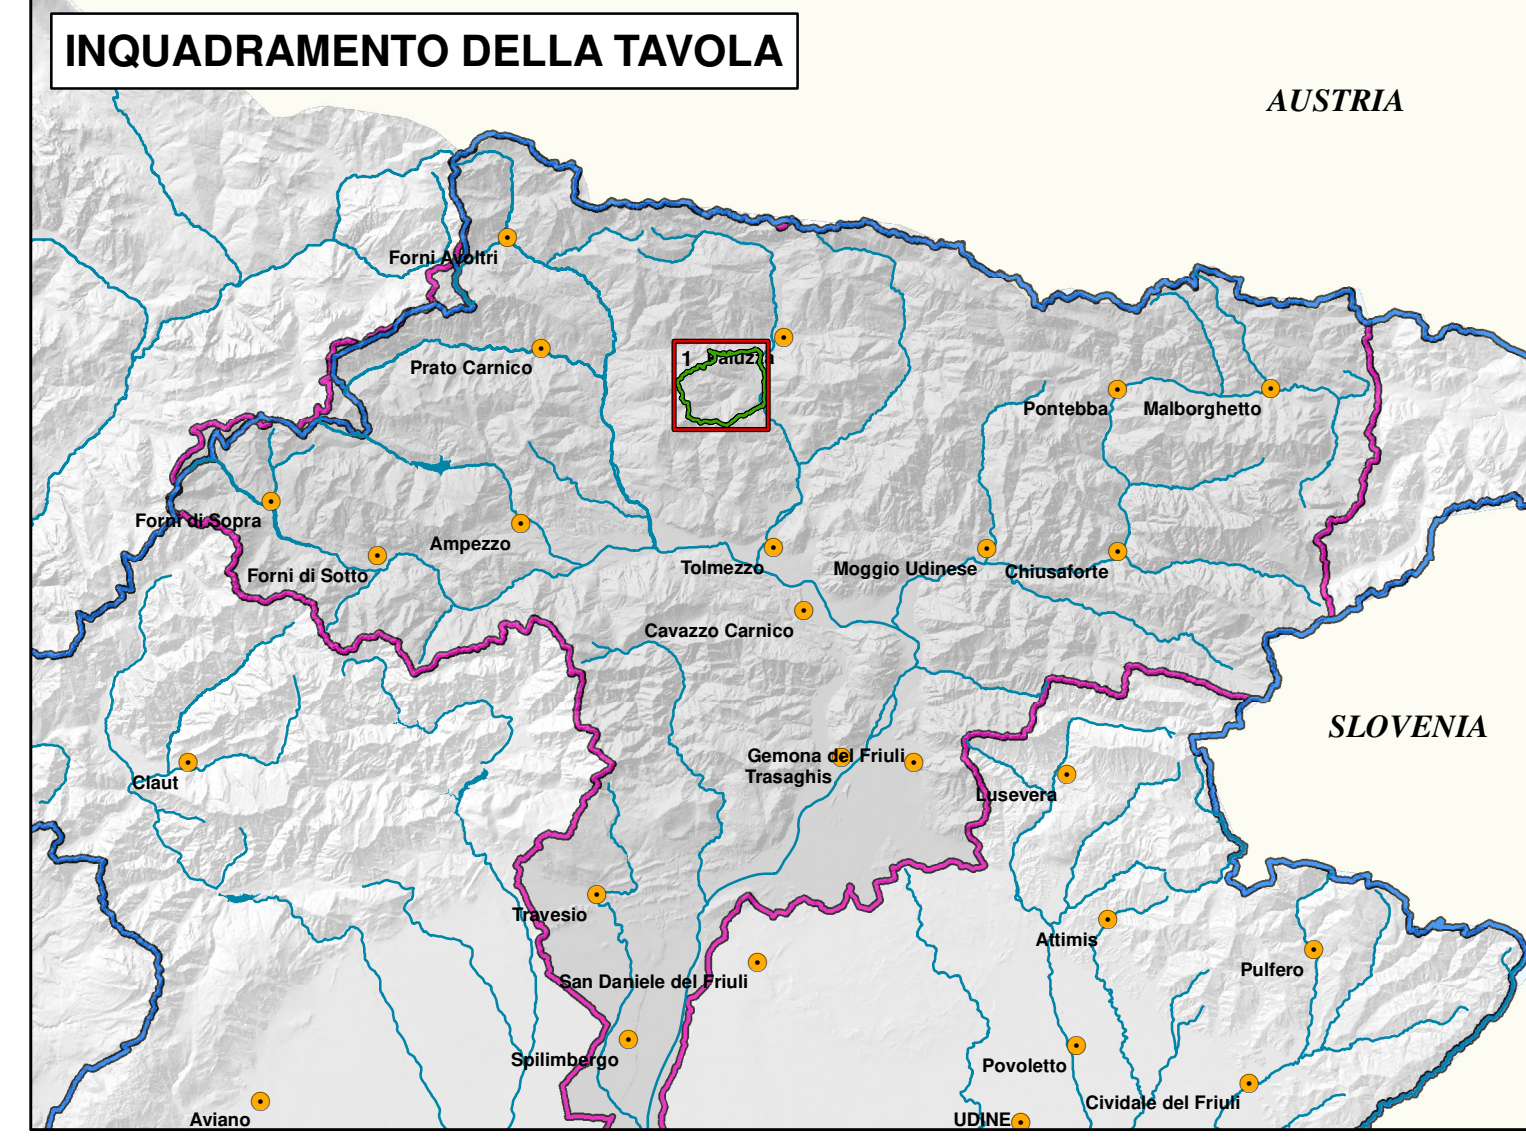 INQUADRAMENTO DELLA TAVOLA
AUSTRIA
Forni Avoltri
1
Paluzza
Prato Carnico
Pontebba
Malborghetto
Forni di Sopra
Ampezzo
Forni di Sotto
Tolmezzo
Moggio Udinese
Chiusaforte
Cavazzo Carnico
SLOVENIA
Gemona del Friuli
Trasaghis
Claut
Lusevera
Travesio
Attimis
Pulfero
San Daniele del Friuli
Spilimbergo
Povoletto
Cividale del Friuli
Aviano
UDINE